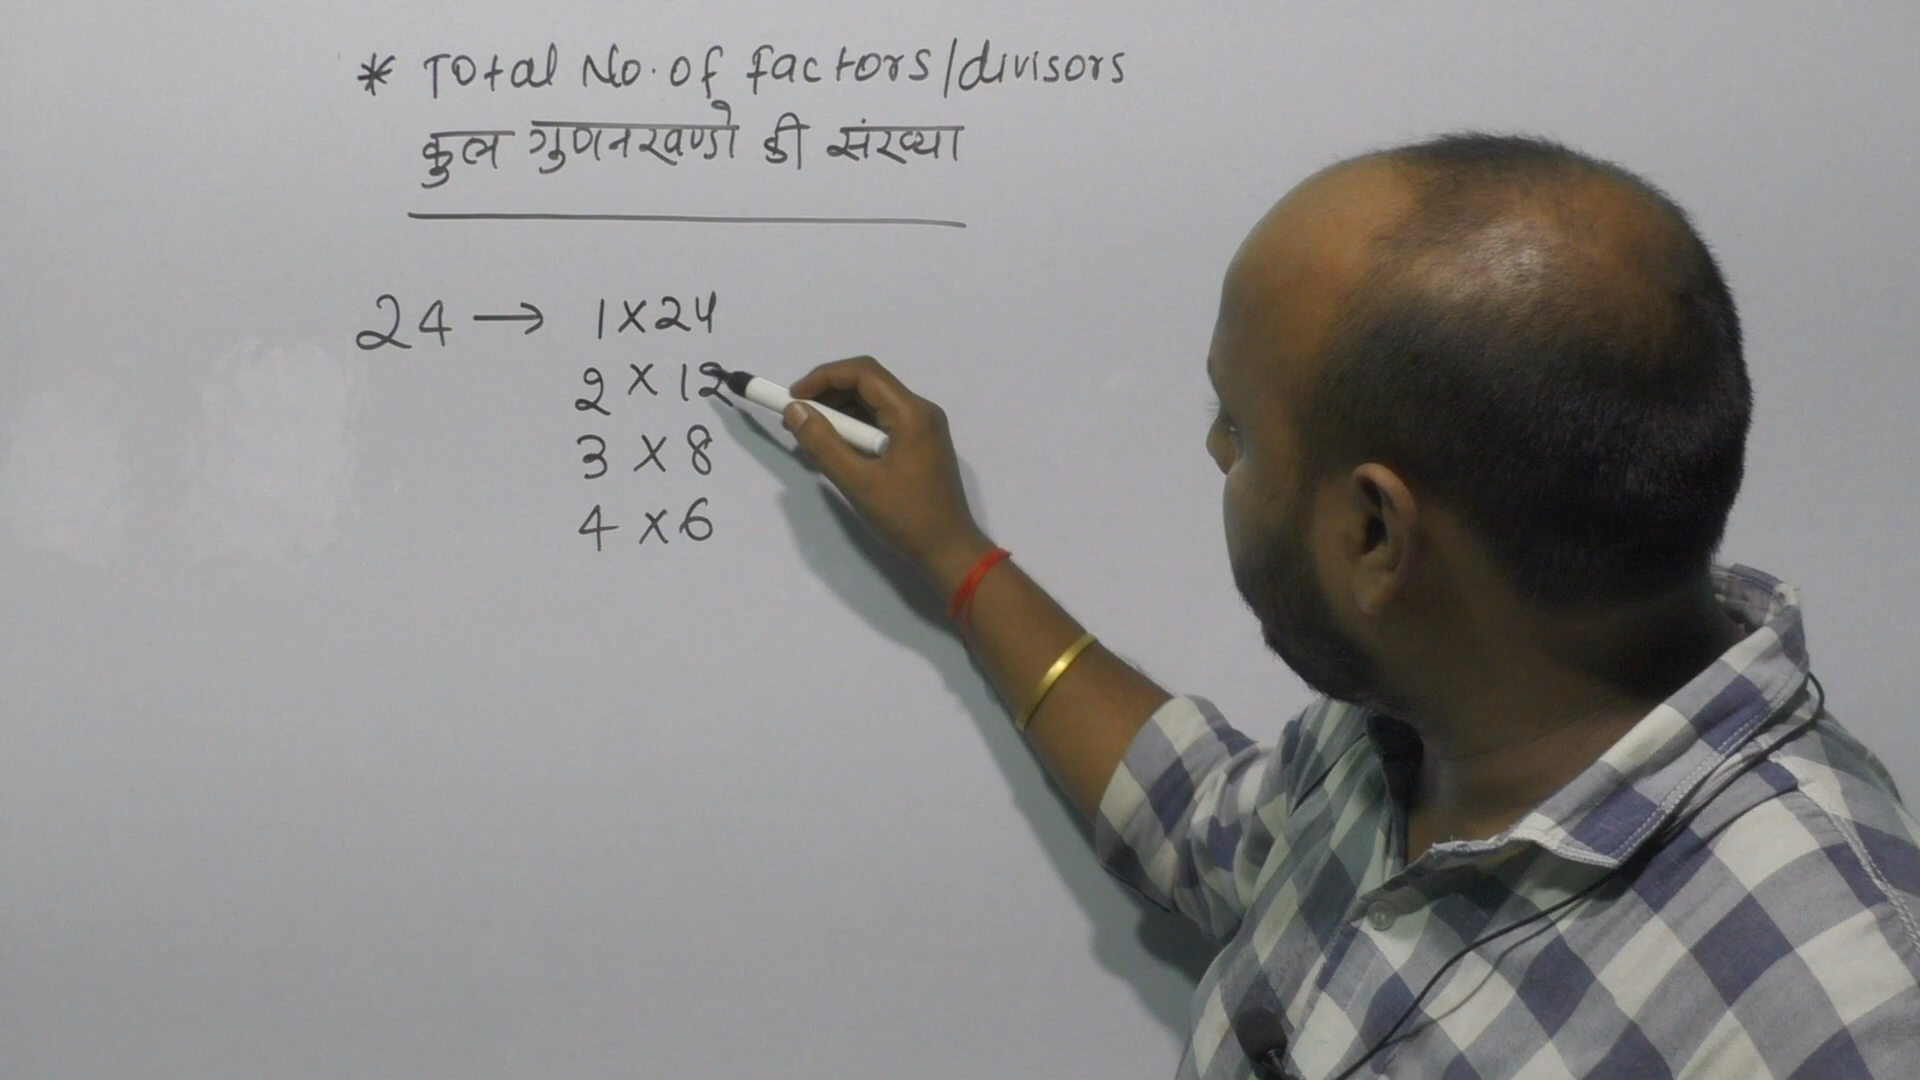 * Total No. of factors/divisors
कुल गुणनखण्डो की संख्या
24 → 1 × 24
2 × 12
3 × 8
4 × 6